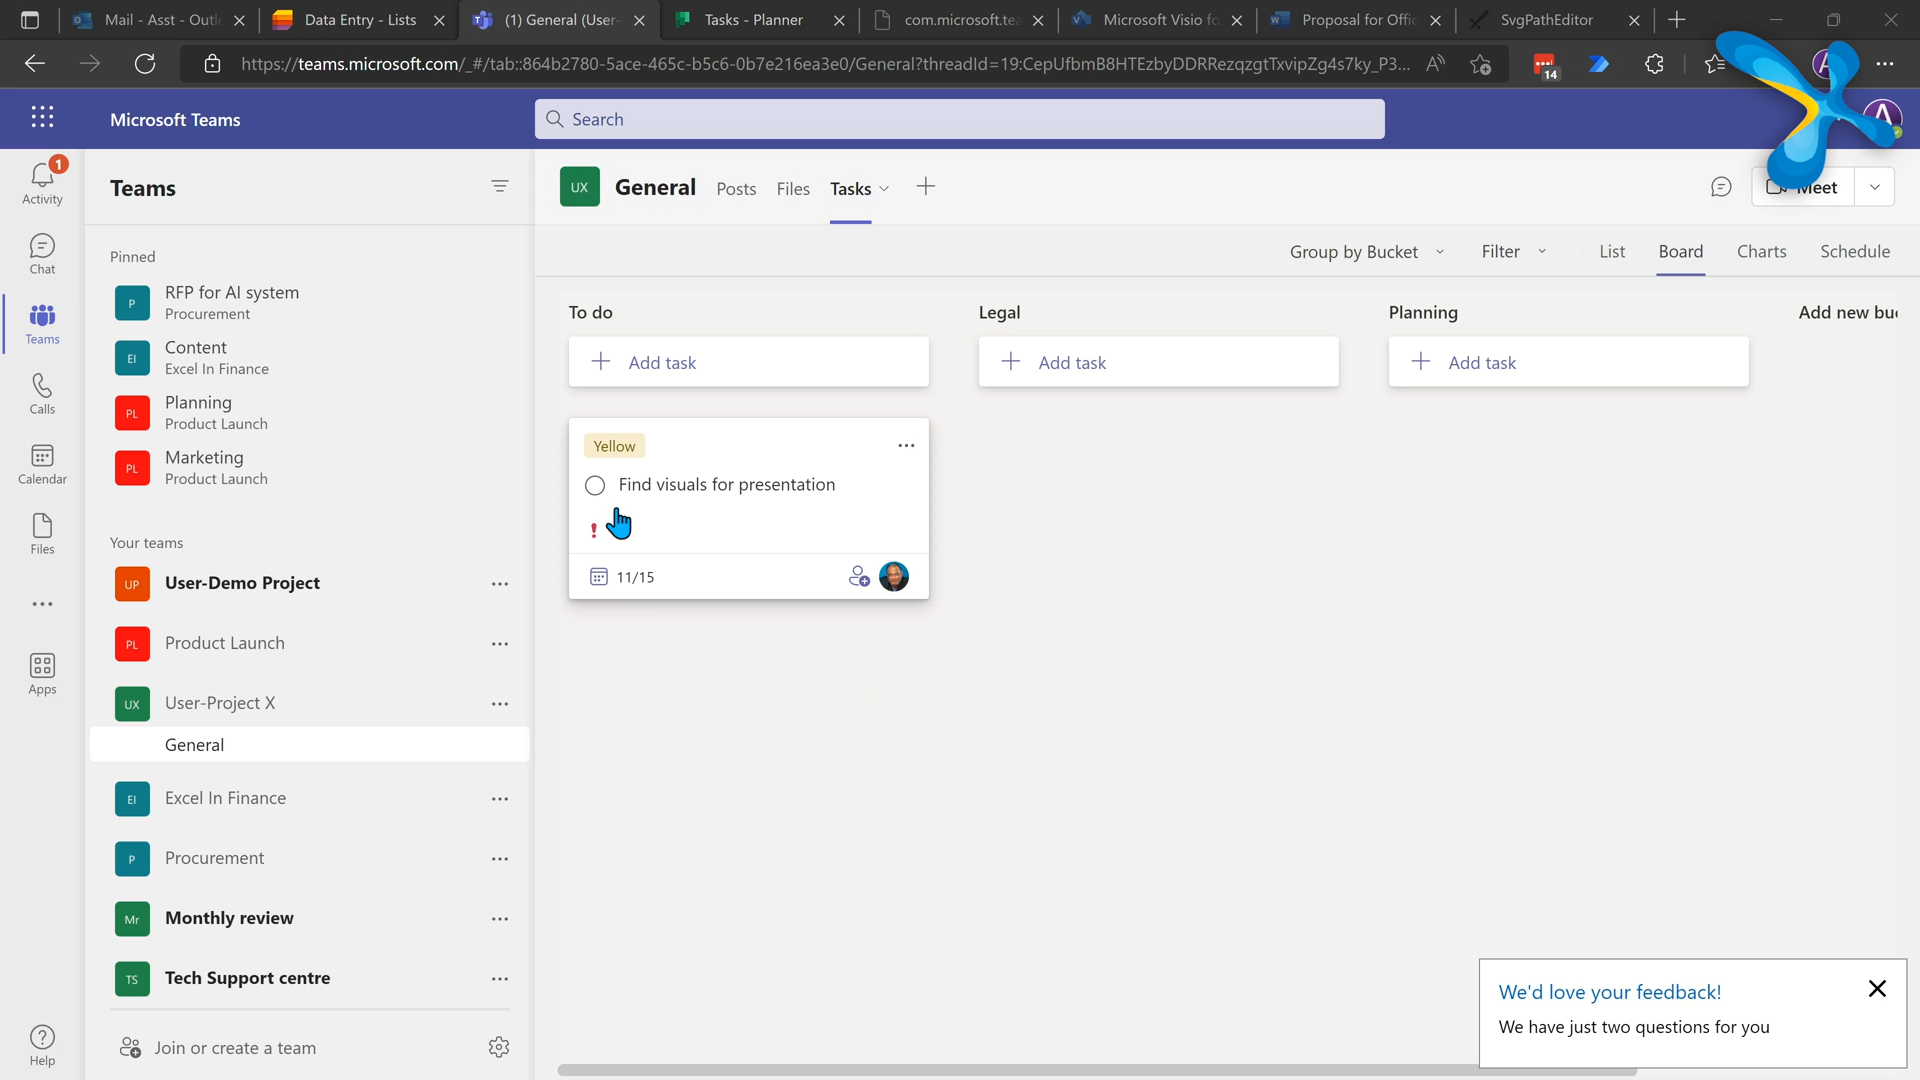 Mail - Asst - Outl
Data Entry - Lists
(1) General (User-
Tasks - Planner
com.microsoft.tea
Microsoft Visio fo
Proposal for Offic
SvgPathEditor
https://teams.microsoft.com/_#/tab::864b2780-5ace-465c-b5c6-0b7e216ea3e0/General?threadId=19:CepUfbmB8HTEzbyDDRRezqzgtTxvipZg4s7ky_P3...
14
A
Microsoft Teams
Search
A
1
Activity
Chat
Teams
Calls
Calendar
Files
Apps
Help
Teams
Pinned
P
RFP for AI system
Procurement
EI
Content
Excel In Finance
PL
Planning
Product Launch
PL
Marketing
Product Launch
Your teams
UP
User-Demo Project
PL
Product Launch
UX
User-Project X
General
EI
Excel In Finance
P
Procurement
Mr
Monthly review
TS
Tech Support centre
Join or create a team
UX
General
Posts
Files
Tasks
Meet
Group by Bucket
Filter
List
Board
Charts
Schedule
To do
Legal
Planning
Add new buc
Add task
Add task
Add task
Yellow
Find visuals for presentation
11/15
We'd love your feedback!
We have just two questions for you